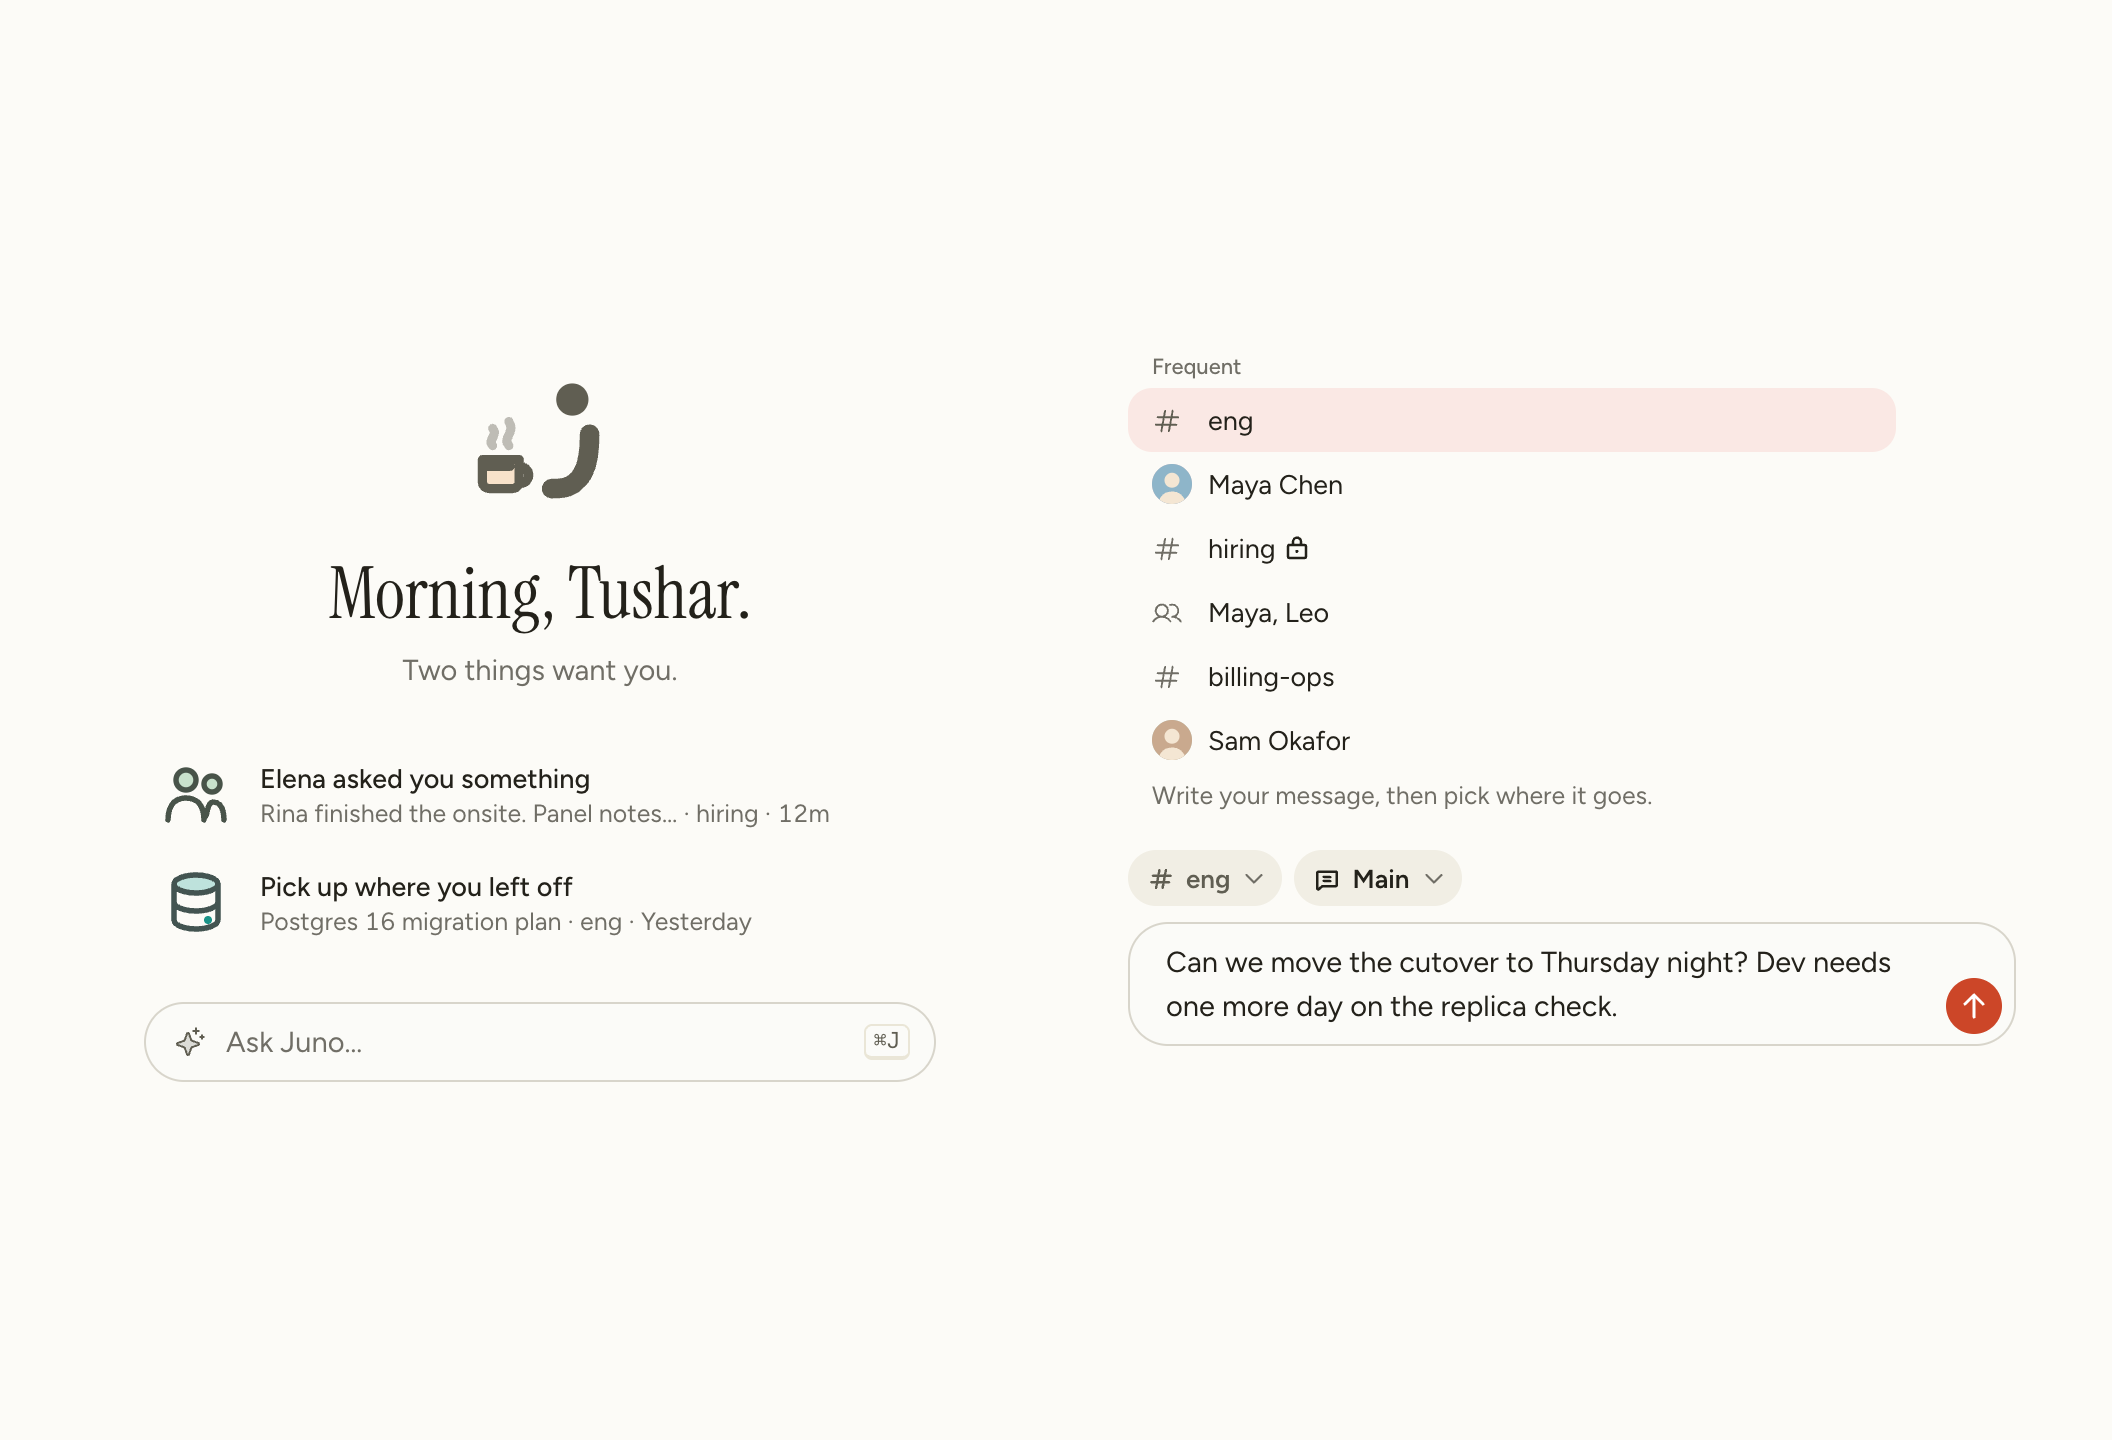 Morning, Tushar.
Two things want you.
Elena asked you something
Rina finished the onsite. Panel notes... · hiring · 12m
Pick up where you left off
Postgres 16 migration plan · eng · Yesterday
Ask Juno...
⌘J
Frequent
# eng
Maya Chen
# hiring
Maya, Leo
# billing-ops
Sam Okafor
Write your message, then pick where it goes.
# eng Main
Can we move the cutover to Thursday night? Dev needs
one more day on the replica check.